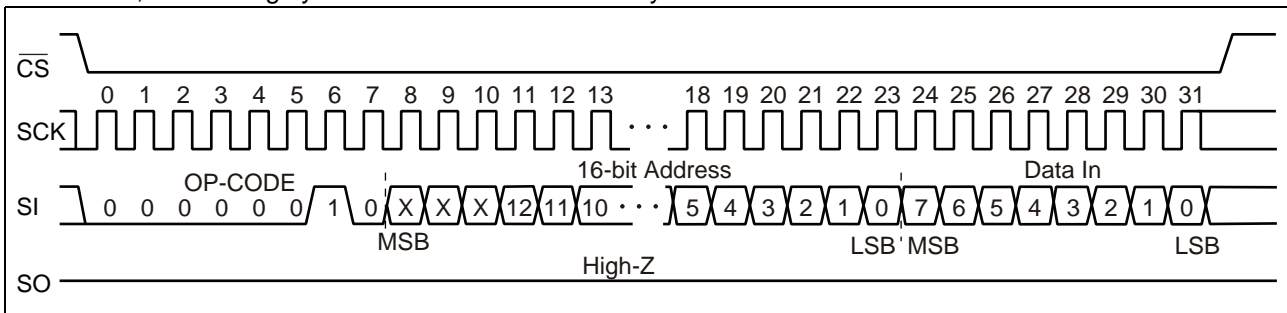 CS
0 1 2 3 4 5 6 7 8 9 10 11 12 13 18 19 20 21 22 23 24 25 26 27 28 29 30 31
SCK
OP-CODE 16-bit Address Data In
SI 0 0 0 0 0 0 1 0 X X X 12 11 10 · · · 5 4 3 2 1 0 7 6 5 4 3 2 1 0
MSB LSB MSB LSB
High-Z
SO